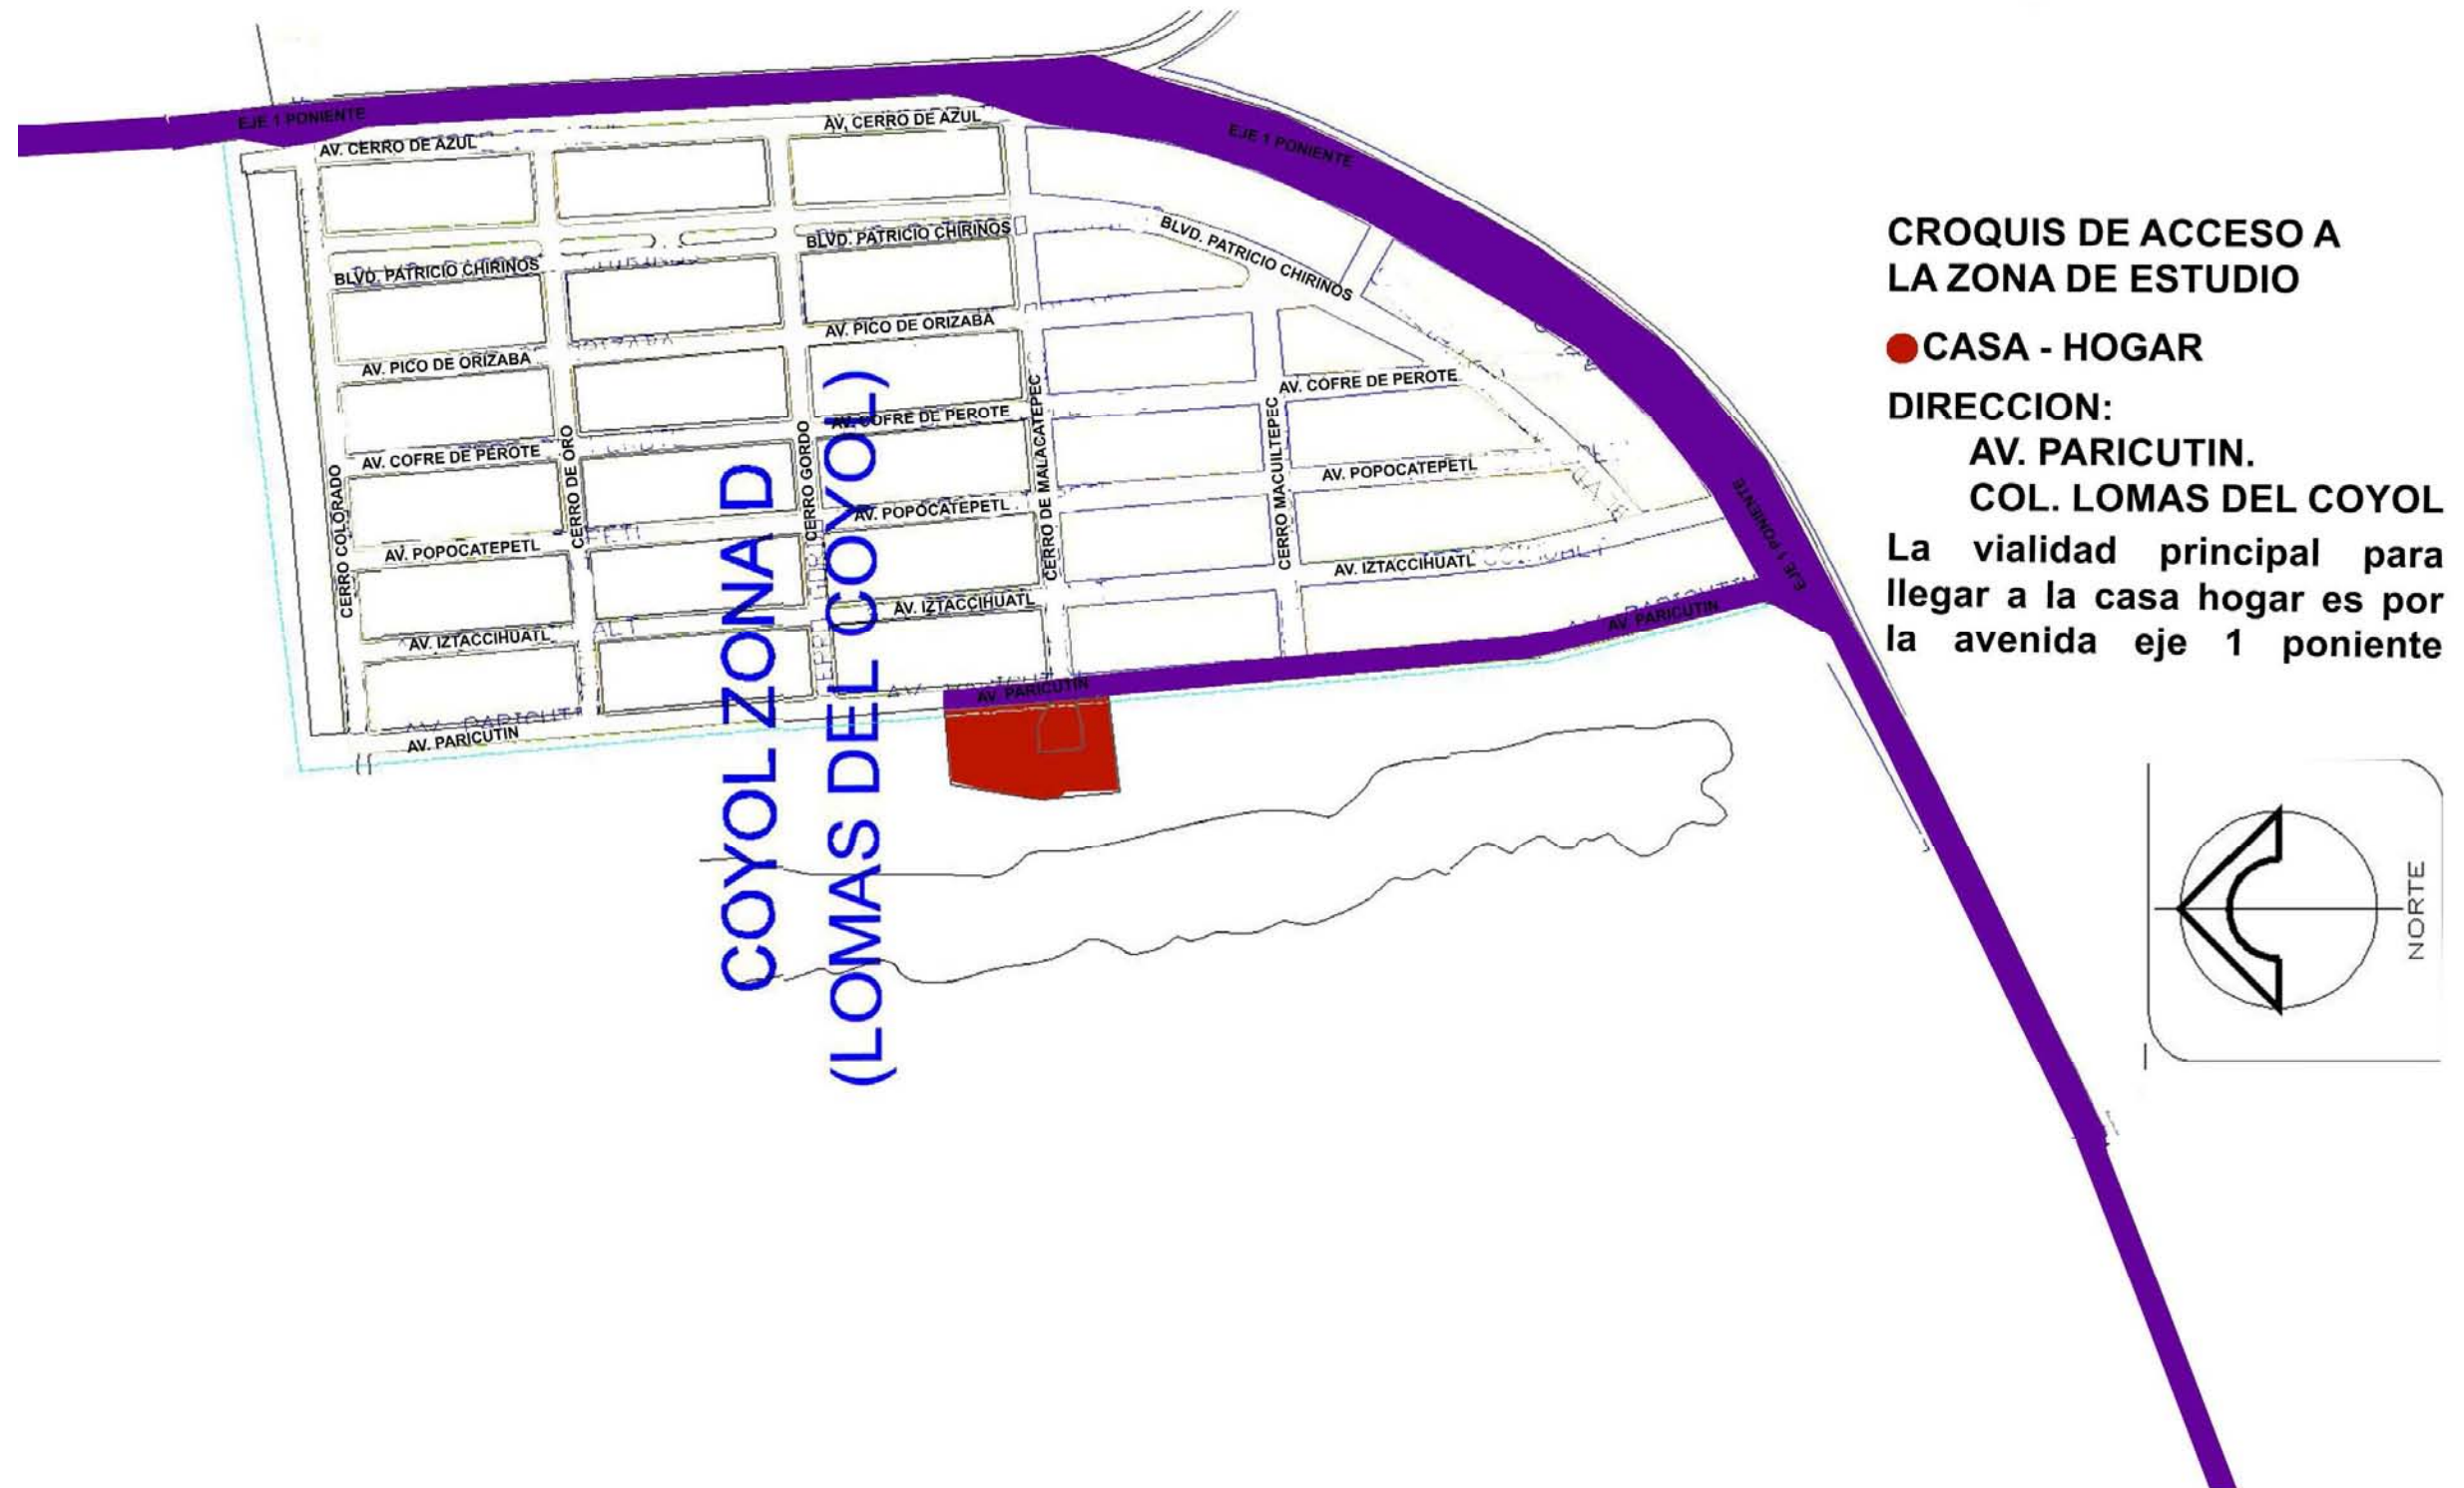 EJE 1 PONIENTE
AV. CERRO DE AZUL
AV, CERRO DE AZUL
EJE 1 PONIENTE
BLVD. PATRICIO CHIRINOS
BLVD. PATRICIO CHIRINOS
BLVD. PATRICIO CHIRINOS
AV. PICO DE ORIZABA
AV. PICO DE ORIZABA
AV. COFRE DE PEROTE
AV. COFRE DE PEROTE
AV. COFRE DE PEROTE
AV. POPOCATEPETL
AV. POPOCATEPETL
AV. POPOCATEPETL
AV. IZTACCIHUATL
AV. IZTACCIHUATL
AV. IZTACCIHUATL
AV. PARICUTIN
AV. PARICUTIN
AV. PARICUTIN
CERRO COLORADO
CERRO DE ORO
CERRO GORDO
CERRO DE MALACATEPEC
CERRO MACUILTEPEC
EJE 1 PONIENTE
EJE 1 PONIENTE
COYOL ZONA D
(LOMAS DEL COYOL)
CROQUIS DE ACCESO A
LA ZONA DE ESTUDIO
CASA - HOGAR
DIRECCION:
AV. PARICUTIN.
COL. LOMAS DEL COYOL
La vialidad principal para
llegar a la casa hogar es por
la avenida eje 1 poniente
NORTE